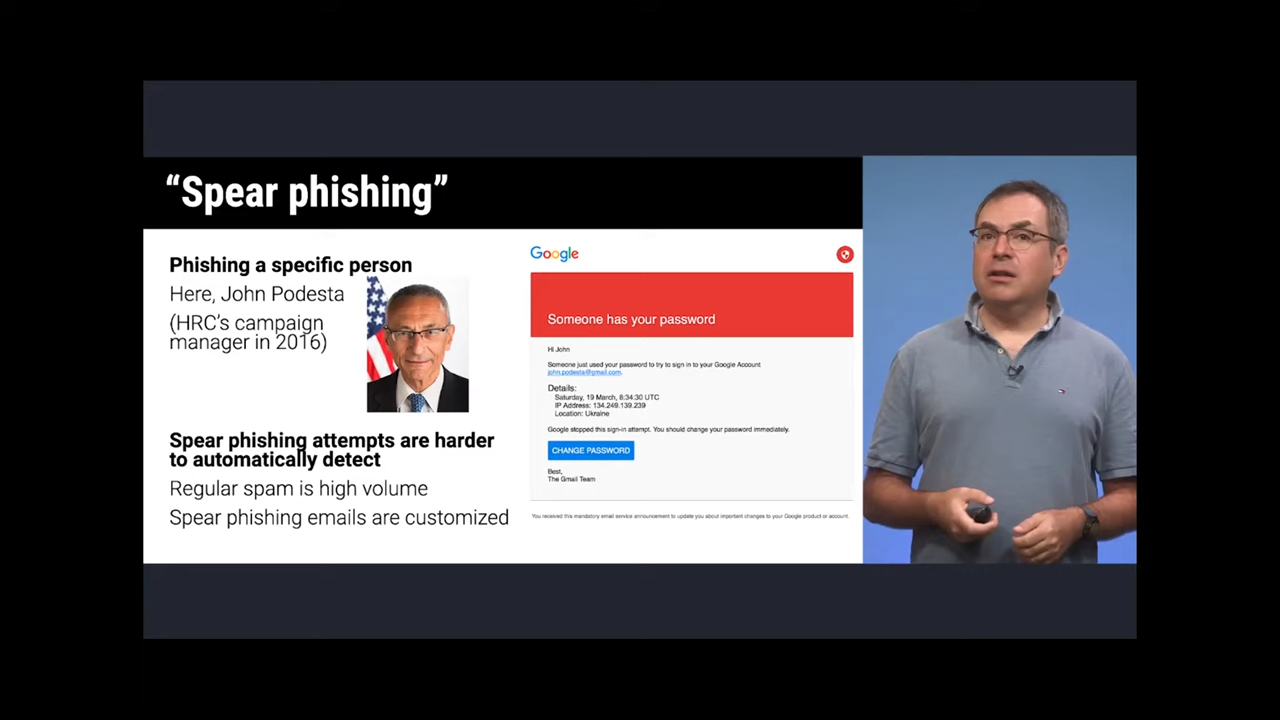 “Spear phishing”
Phishing a specific person
Here, John Podesta
(HRC’s campaign
manager in 2016)
Spear phishing attempts are harder
to automatically detect
Regular spam is high volume
Spear phishing emails are customized
Google
Someone has your password
Hi John
Someone just used your password to try to sign in to your Google Account
john.podesta@gmail.com.
Details:
Saturday, 19 March, 8:34:30 UTC
IP Address: 134.249.139.239
Location: Ukraine
Google stopped this sign-in attempt. You should change your password immediately.
CHANGE PASSWORD
Best,
The Gmail Team
You received this mandatory email service announcement to update you about important changes to your Google product or account.